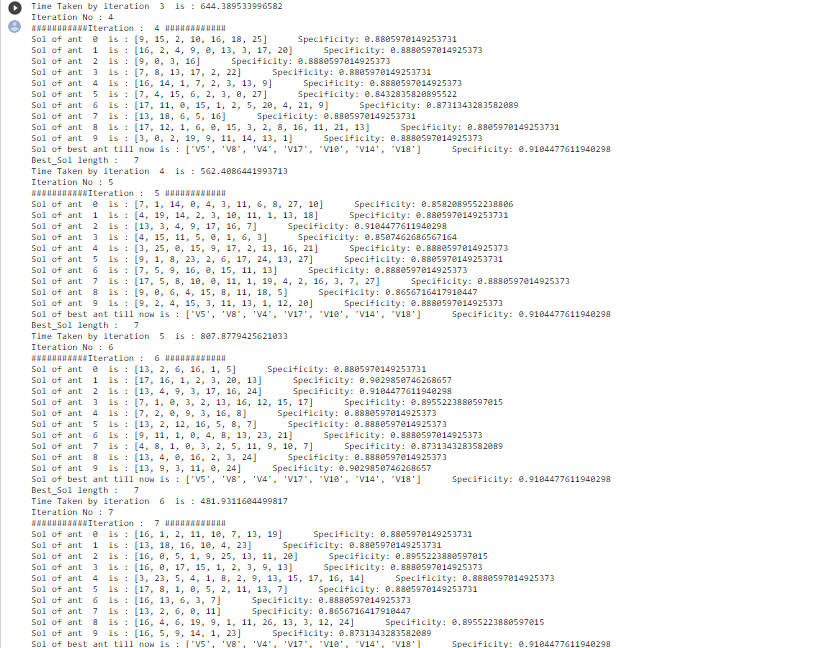 Time Taken by iteration  3  is : 644.389533996582
Iteration No : 4
###########Iteration :  4 ############
Sol of ant  0  is : [9, 15, 2, 10, 16, 18, 25]      Specificity: 0.8805970149253731
Sol of ant  1  is : [16, 2, 4, 9, 0, 13, 3, 17, 20]      Specificity: 0.8880597014925373
Sol of ant  2  is : [9, 0, 3, 16]      Specificity: 0.8880597014925373
Sol of ant  3  is : [7, 8, 13, 17, 2, 22]      Specificity: 0.8805970149253731
Sol of ant  4  is : [16, 14, 1, 7, 2, 3, 13, 9]      Specificity: 0.8880597014925373
Sol of ant  5  is : [7, 4, 15, 6, 2, 3, 0, 27]      Specificity: 0.8432835820895522
Sol of ant  6  is : [17, 11, 0, 15, 1, 2, 5, 20, 4, 21, 9]      Specificity: 0.8731343283582089
Sol of ant  7  is : [13, 18, 6, 5, 16]      Specificity: 0.8805970149253731
Sol of ant  8  is : [17, 12, 1, 6, 0, 15, 3, 2, 8, 16, 11, 21, 13]      Specificity: 0.8805970149253731
Sol of ant  9  is : [3, 0, 2, 19, 9, 11, 14, 13, 1]      Specificity: 0.8880597014925373
Sol of best ant till now is : ['V5', 'V8', 'V4', 'V17', 'V10', 'V14', 'V18']      Specificity: 0.9104477611940298
Best_Sol length :   7
Time Taken by iteration  4  is : 562.4086441993713
Iteration No : 5
###########Iteration :  5 ############
Sol of ant  0  is : [7, 1, 14, 0, 4, 3, 11, 6, 8, 27, 10]      Specificity: 0.8582089552238806
Sol of ant  1  is : [4, 19, 14, 2, 3, 10, 11, 1, 13, 18]      Specificity: 0.8805970149253731
Sol of ant  2  is : [13, 3, 4, 9, 17, 16, 7]      Specificity: 0.9104477611940298
Sol of ant  3  is : [4, 15, 11, 5, 0, 1, 6, 3]      Specificity: 0.8507462686567164
Sol of ant  4  is : [3, 25, 0, 15, 9, 17, 2, 13, 16, 21]      Specificity: 0.8880597014925373
Sol of ant  5  is : [9, 1, 8, 23, 2, 6, 17, 24, 13, 27]      Specificity: 0.8805970149253731
Sol of ant  6  is : [7, 5, 9, 16, 0, 15, 11, 13]      Specificity: 0.8880597014925373
Sol of ant  7  is : [17, 5, 8, 10, 0, 11, 1, 19, 4, 2, 16, 3, 7, 27]      Specificity: 0.8880597014925373
Sol of ant  8  is : [9, 0, 6, 4, 15, 8, 11, 18, 5]      Specificity: 0.8656716417910447
Sol of ant  9  is : [9, 2, 4, 15, 3, 11, 13, 1, 12, 20]      Specificity: 0.8880597014925373
Sol of best ant till now is : ['V5', 'V8', 'V4', 'V17', 'V10', 'V14', 'V18']      Specificity: 0.9104477611940298
Best_Sol length :   7
Time Taken by iteration  5  is : 807.8779425621033
Iteration No : 6
###########Iteration :  6 ############
Sol of ant  0  is : [13, 2, 6, 16, 1, 5]      Specificity: 0.8805970149253731
Sol of ant  1  is : [17, 16, 1, 2, 3, 20, 13]      Specificity: 0.9029850746268657
Sol of ant  2  is : [13, 4, 9, 3, 17, 16, 24]      Specificity: 0.9104477611940298
Sol of ant  3  is : [7, 1, 0, 3, 2, 13, 16, 12, 15, 17]      Specificity: 0.8955223880597015
Sol of ant  4  is : [7, 2, 0, 9, 3, 16, 8]      Specificity: 0.8880597014925373
Sol of ant  5  is : [13, 2, 12, 16, 5, 8, 7]      Specificity: 0.8880597014925373
Sol of ant  6  is : [9, 11, 1, 0, 4, 8, 13, 23, 21]      Specificity: 0.8880597014925373
Sol of ant  7  is : [4, 8, 1, 0, 3, 2, 5, 11, 9, 10, 7]      Specificity: 0.8731343283582089
Sol of ant  8  is : [13, 4, 0, 16, 2, 3, 24]      Specificity: 0.8880597014925373
Sol of ant  9  is : [13, 9, 3, 11, 0, 24]      Specificity: 0.9029850746268657
Sol of best ant till now is : ['V5', 'V8', 'V4', 'V17', 'V10', 'V14', 'V18']      Specificity: 0.9104477611940298
Best_Sol length :   7
Time Taken by iteration  6  is : 481.9311604499817
Iteration No : 7
###########Iteration :  7 ############
Sol of ant  0  is : [16, 1, 2, 11, 10, 7, 13, 19]      Specificity: 0.8805970149253731
Sol of ant  1  is : [13, 18, 16, 10, 4, 23]      Specificity: 0.8805970149253731
Sol of ant  2  is : [16, 0, 5, 1, 9, 25, 13, 11, 20]      Specificity: 0.8955223880597015
Sol of ant  3  is : [16, 0, 17, 15, 1, 2, 3, 9, 13]      Specificity: 0.8880597014925373
Sol of ant  4  is : [3, 23, 5, 4, 1, 8, 2, 9, 13, 15, 17, 16, 14]      Specificity: 0.8880597014925373
Sol of ant  5  is : [17, 8, 1, 0, 5, 2, 11, 13, 7]      Specificity: 0.8805970149253731
Sol of ant  6  is : [16, 13, 6, 3, 7]      Specificity: 0.8880597014925373
Sol of ant  7  is : [13, 2, 6, 0, 11]      Specificity: 0.8656716417910447
Sol of ant  8  is : [16, 4, 6, 19, 9, 1, 11, 26, 13, 3, 12, 24]      Specificity: 0.8955223880597015
Sol of ant  9  is : [16, 5, 9, 14, 1, 23]      Specificity: 0.8731343283582089
Sol of best ant till now is : ['V5', 'V8', 'V4', 'V17', 'V10', 'V14', 'V18']      Specificity: 0.9104477611940298